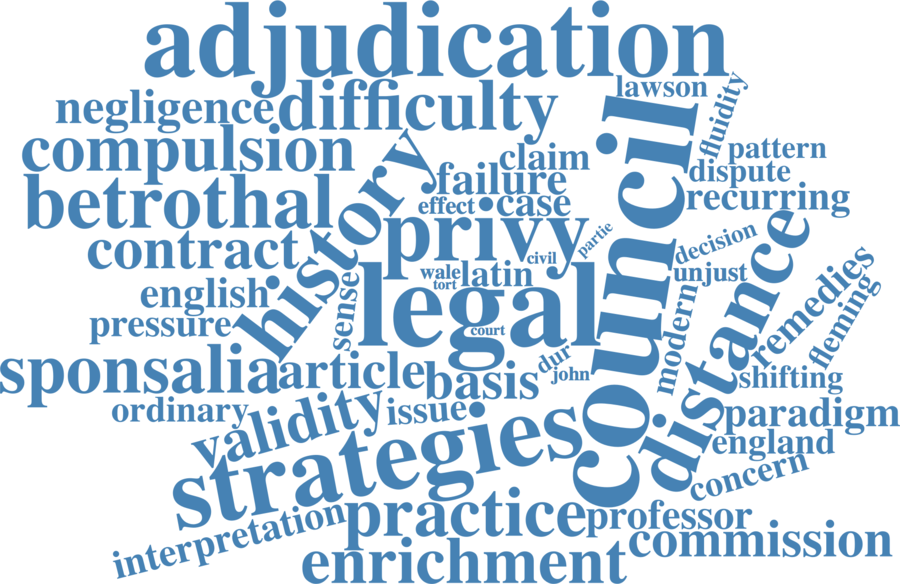 adjudication
lawson
fluidity
negligence
difficulty
council
compulsion
history
claim
pattern
failure
dispute
betrothal
effect
case
recurring
privy
partie
decision
distance
contract
civil
wale
latin
unjust
tort
legal
english
sense
modern
remedies
fleming
pressure
court
sponsalia
article
basis
dur
john
shifting
ordinary
validity
issue
paradigm
strategies
england
concern
interpretation
practice
professor
commission
enrichment